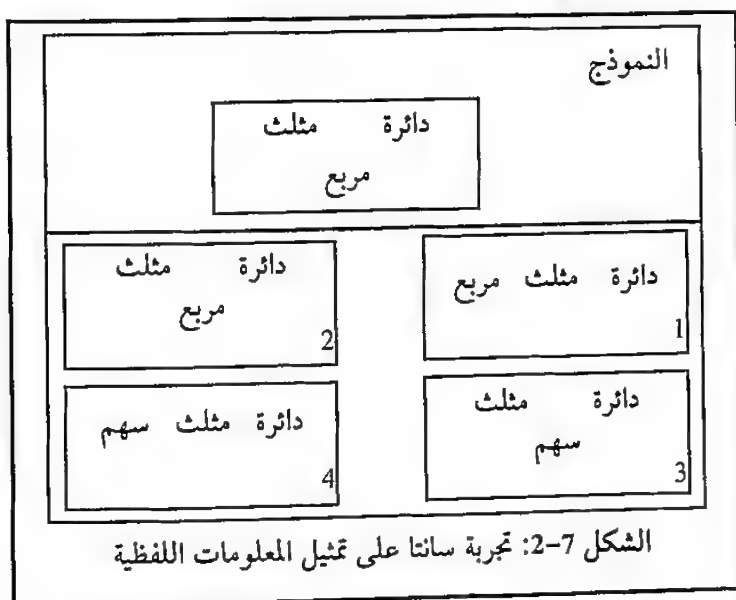 النموذج
دائرة مثلث
مربع
دائرة مثلث مربع
1
دائرة مثلث
مربع
2
دائرة مثلث
سهم
3
دائرة مثلث سهم
4
الشكل 7-2: تجربة سانتا على تمثيل المعلومات اللفظية